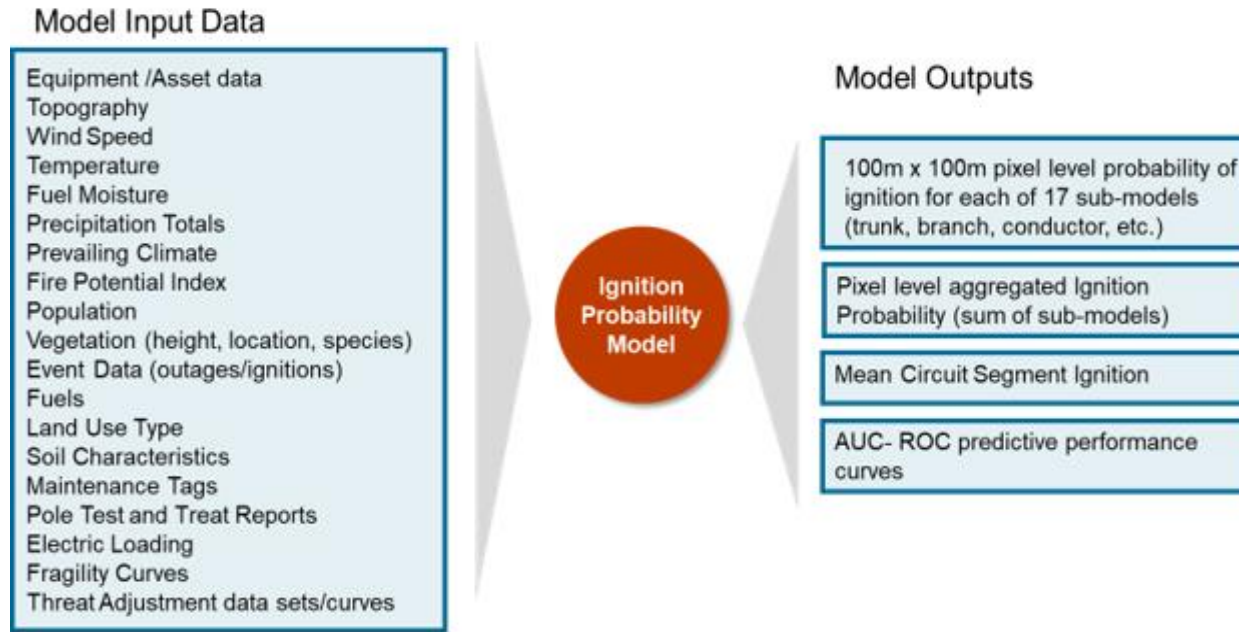 Model Input Data
Equipment /Asset data
Topography
Wind Speed
Temperature
Fuel Moisture
Precipitation Totals
Prevailing Climate
Fire Potential Index
Population
Vegetation (height, location, species)
Event Data (outages/ignitions)
Fuels
Land Use Type
Soil Characteristics
Maintenance Tags
Pole Test and Treat Reports
Electric Loading
Fragility Curves
Threat Adjustment data sets/curves
Ignition
Probability
Model
Model Outputs
100m x 100m pixel level probability of
ignition for each of 17 sub-models
(trunk, branch, conductor, etc.)
Pixel level aggregated Ignition
Probability (sum of sub-models)
Mean Circuit Segment Ignition
AUC- ROC predictive performance
curves